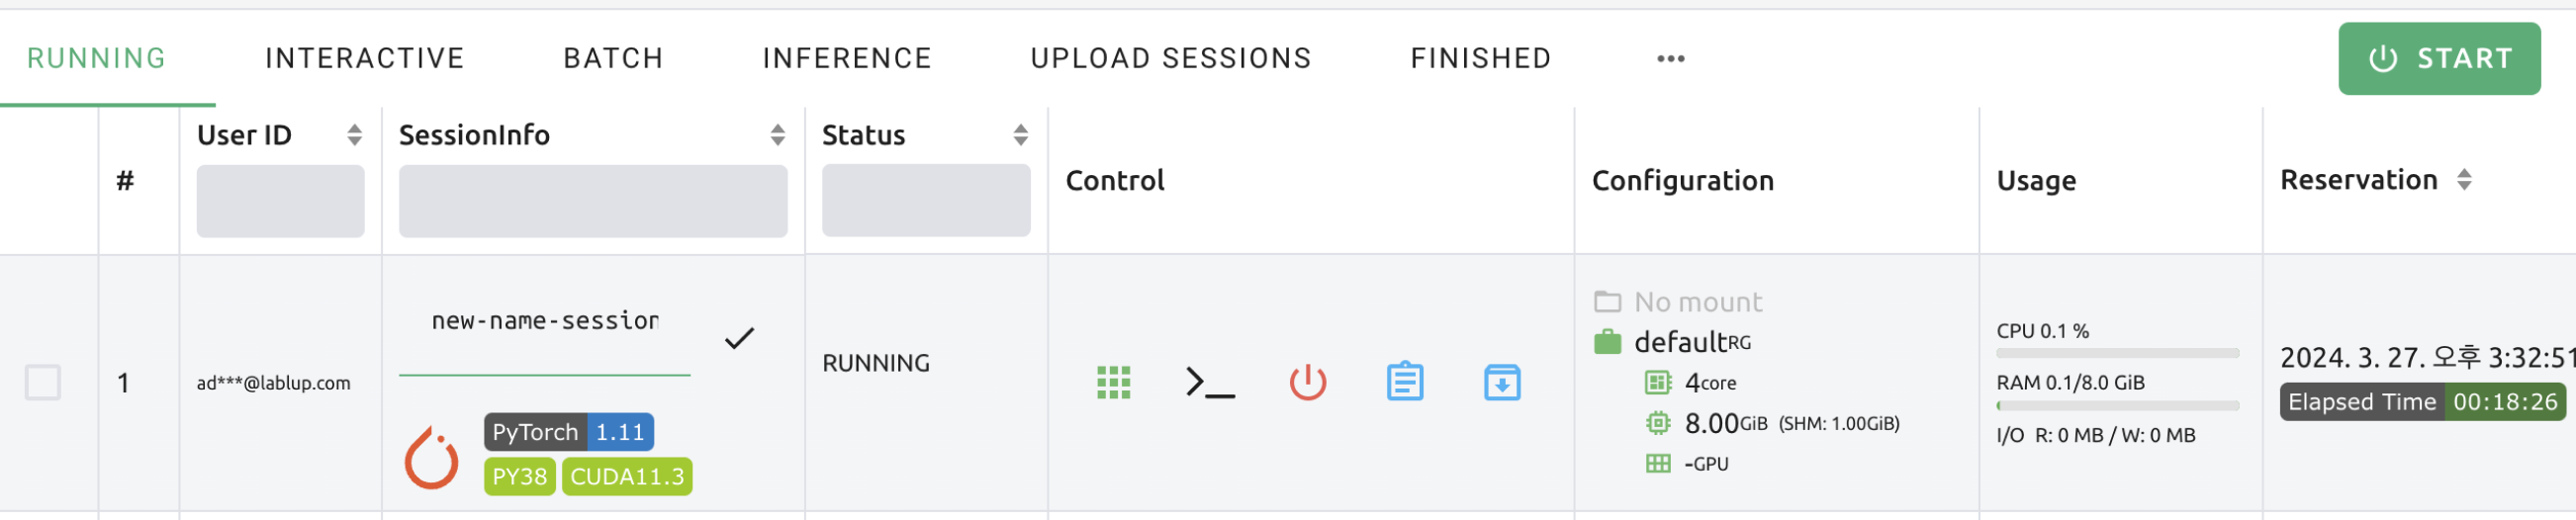 RUNNING INTERACTIVE BATCH INFERENCE UPLOAD SESSIONS FINISHED ••• START
# User ID SessionInfo Status Control Configuration Usage Reservation
1 ad***@lablup.com
new-name-session
PyTorch 1.11
PY38 CUDA11.3
RUNNING
No mount
defaultRG
4core
8.00GiB (SHM: 1.00GiB)
-GPU
CPU 0.1 %
RAM 0.1/8.0 GiB
I/O R: 0 MB / W: 0 MB
2024. 3. 27. 오후 3:32:51
Elapsed Time 00:18:26